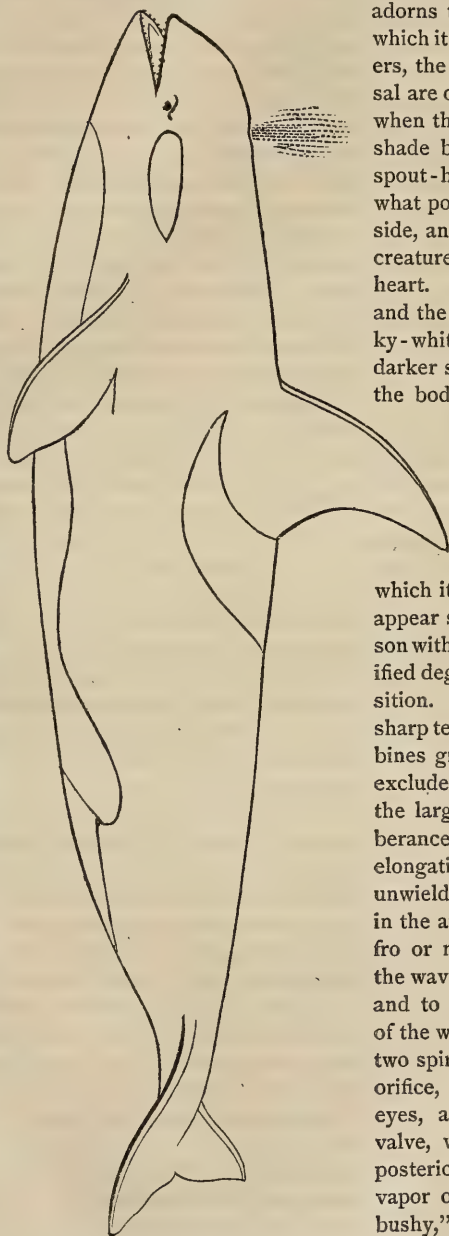 adorns t
which it
ers, the
sal are o
when th
shade b
spout-h
what po
side, an
creature
heart.
and the
ky-whit
darker s
the bod
which it
appear s
son with
ified deg
sition.
sharp te
bines gr
exclude
the larg
berance
elongati
unwield
in the a
fro or r
the wav
and to
of the w
two spir
orifice,
eyes, a
valve, v
posterio
vapor o
bushy,”